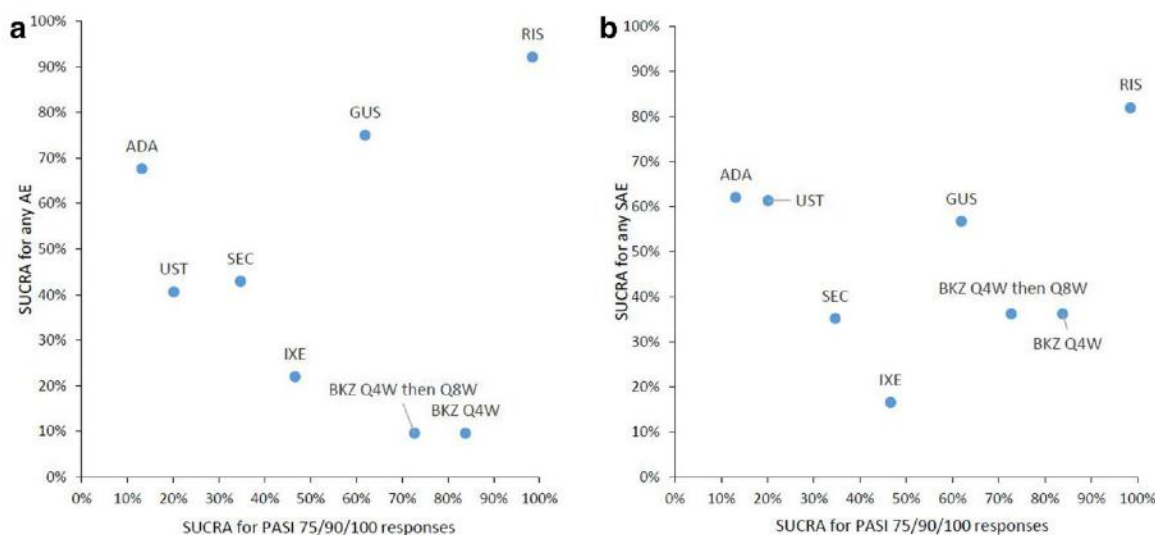 a
SUCRA for any AE
100%
90%
80%
70%
60%
50%
40%
30%
20%
10%
0%
RIS
GUS
ADA
UST
SEC
IXE
BKZ Q4W then Q8W
BKZ Q4W
0% 10% 20% 30% 40% 50% 60% 70% 80% 90% 100%
SUCRA for PASI 75/90/100 responses
b
SUCRA for any SAE
100%
90%
80%
70%
60%
50%
40%
30%
20%
10%
0%
RIS
ADA
UST
GUS
SEC
BKZ Q4W then Q8W
BKZ Q4W
IXE
0% 10% 20% 30% 40% 50% 60% 70% 80% 90% 100%
SUCRA for PASI 75/90/100 responses